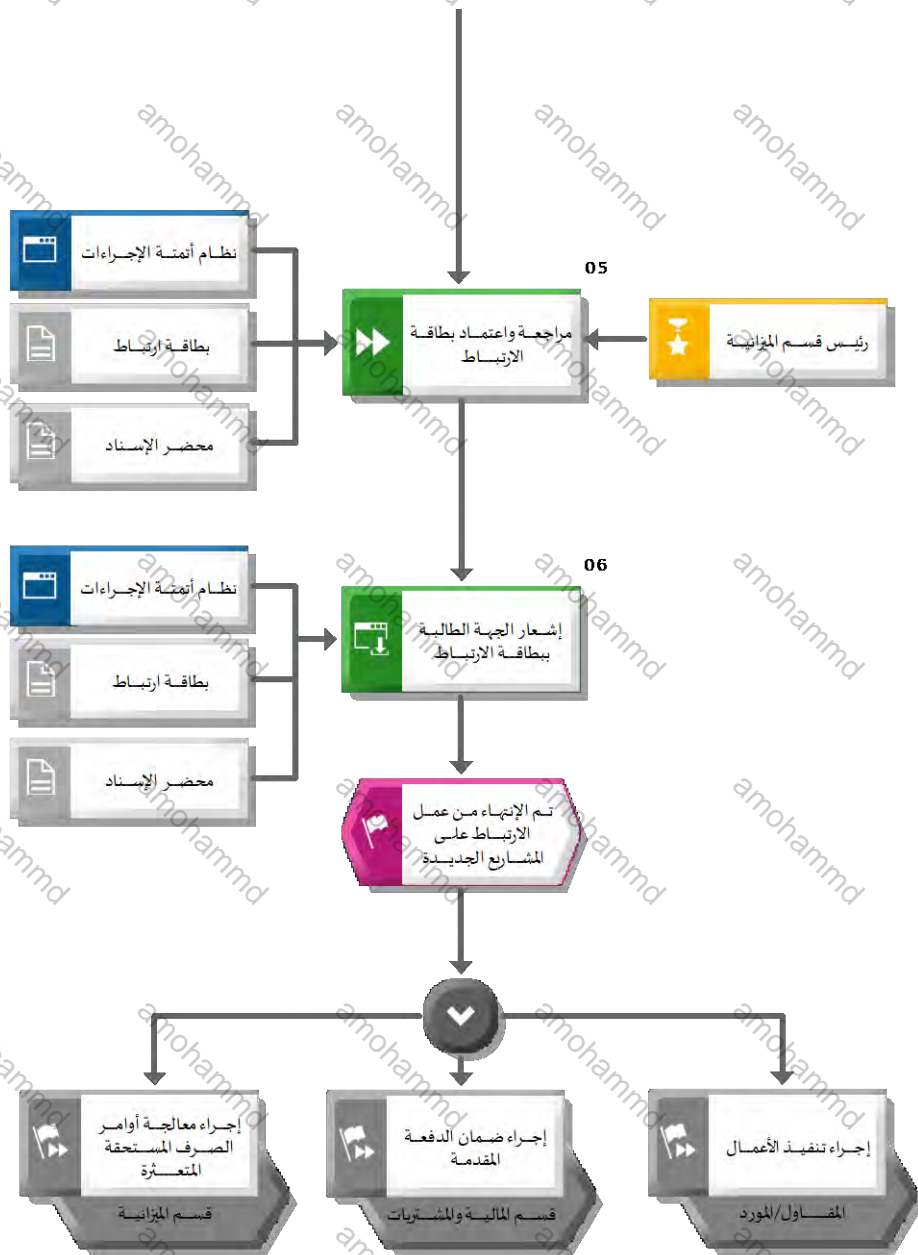 05
نظام أتمتة الإجراءات
بطاقة ارتباط
محضر الإسناد
مراجعة واعتماد بطاقة
الارتباط
رئيس قسم الميزانية
06
نظام أتمتة الإجراءات
بطاقة ارتباط
محضر الإسناد
إشعار الجهة الطالبة
ببطاقة الارتباط
تم الإنتهاء من عمل
الارتباط على
المشاريع الجديدة
إجراء تنفيذ الأعمال
المقاول/المورد
إجراء ضمان الدفعة
المقدمة
قسم المالية والمشتريات
إجراء معالجة أوامر
الصرف المستحقة
المتعثرة
قسم الميزانية
amohammd